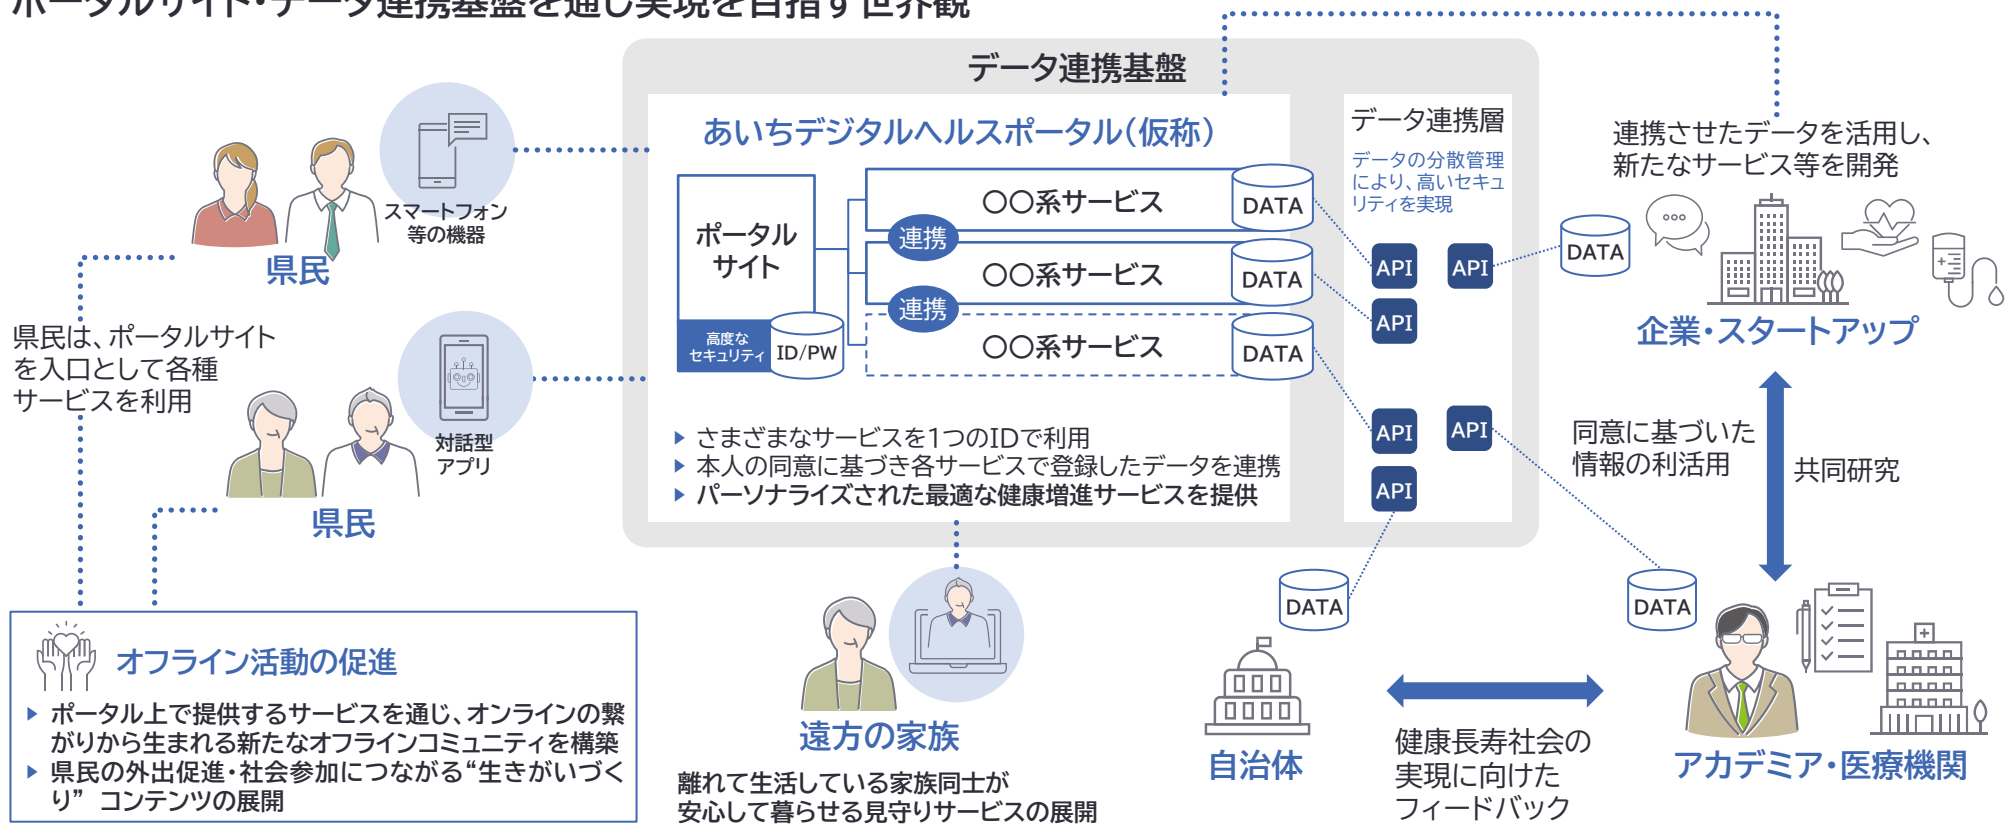 ポータルサイト・データ連携基盤を通じ実現を目指す世界観
データ連携基盤
あいちデジタルヘルスポータル（仮称）
ポータル
サイト
高度な
セキュリティ
ID/PW
〇〇系サービス
DATA
連携
〇〇系サービス
DATA
連携
〇〇系サービス
DATA
▶ さまざまなサービスを1つのIDで利用
▶ 本人の同意に基づき各サービスで登録したデータを連携
▶ パーソナライズされた最適な健康増進サービスを提供
データ連携層
データの分散管理
により、高いセキュ
リティを実現
API
API
API
API
API
API
スマートフォン
等の機器
県民
県民は、ポータルサイト
を入口として各種
サービスを利用
対話型
アプリ
県民
オフライン活動の促進
▶ ポータル上で提供するサービスを通じ、オンラインの繋
がりから生まれる新たなオフラインコミュニティを構築
▶ 県民の外出促進・社会参加につながる“生きがいづく
り” コンテンツの展開
遠方の家族
離れて生活している家族同士が
安心して暮らせる見守りサービスの展開
連携させたデータを活用し、
新たなサービス等を開発
DATA
企業・スタートアップ
同意に基づいた
情報の利活用
共同研究
DATA
自治体
健康長寿社会の
実現に向けた
フィードバック
DATA
アカデミア・医療機関